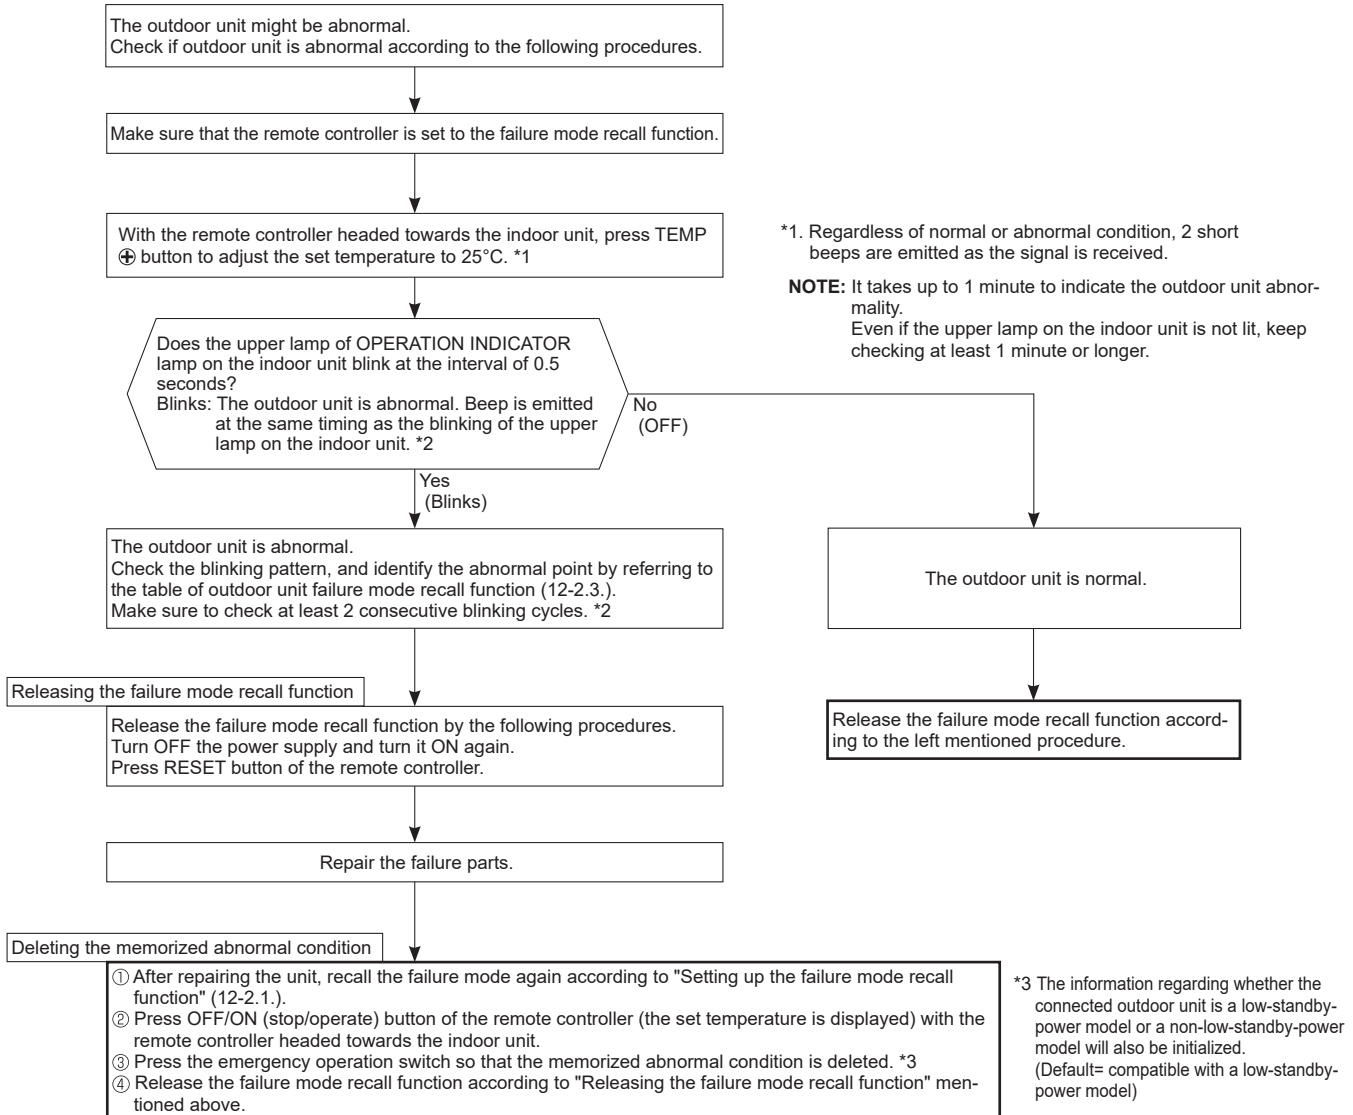 The outdoor unit might be abnormal.
Check if outdoor unit is abnormal according to the following procedures.
Make sure that the remote controller is set to the failure mode recall function.
With the remote controller headed towards the indoor unit, press TEMP
⊕ button to adjust the set temperature to 25°C. *1
*1. Regardless of normal or abnormal condition, 2 short
beeps are emitted as the signal is received.
NOTE: It takes up to 1 minute to indicate the outdoor unit abnor-
mality.
Even if the upper lamp on the indoor unit is not lit, keep
checking at least 1 minute or longer.
Does the upper lamp of OPERATION INDICATOR
lamp on the indoor unit blink at the interval of 0.5
seconds?
Blinks: The outdoor unit is abnormal. Beep is emitted
at the same timing as the blinking of the upper
lamp on the indoor unit. *2
No
(OFF)
Yes
(Blinks)
The outdoor unit is abnormal.
Check the blinking pattern, and identify the abnormal point by referring to
the table of outdoor unit failure mode recall function (12-2.3.).
Make sure to check at least 2 consecutive blinking cycles. *2
The outdoor unit is normal.
Releasing the failure mode recall function
Release the failure mode recall function by the following procedures.
Turn OFF the power supply and turn it ON again.
Press RESET button of the remote controller.
Release the failure mode recall function accord-
ing to the left mentioned procedure.
Repair the failure parts.
Deleting the memorized abnormal condition
① After repairing the unit, recall the failure mode again according to "Setting up the failure mode recall
function" (12-2.1.).
② Press OFF/ON (stop/operate) button of the remote controller (the set temperature is displayed) with the
remote controller headed towards the indoor unit.
③ Press the emergency operation switch so that the memorized abnormal condition is deleted. *3
④ Release the failure mode recall function according to "Releasing the failure mode recall function" men-
tioned above.
*3 The information regarding whether the
connected outdoor unit is a low-standby-
power model or a non-low-standby-power
model will also be initialized.
(Default= compatible with a low-standby-
power model)